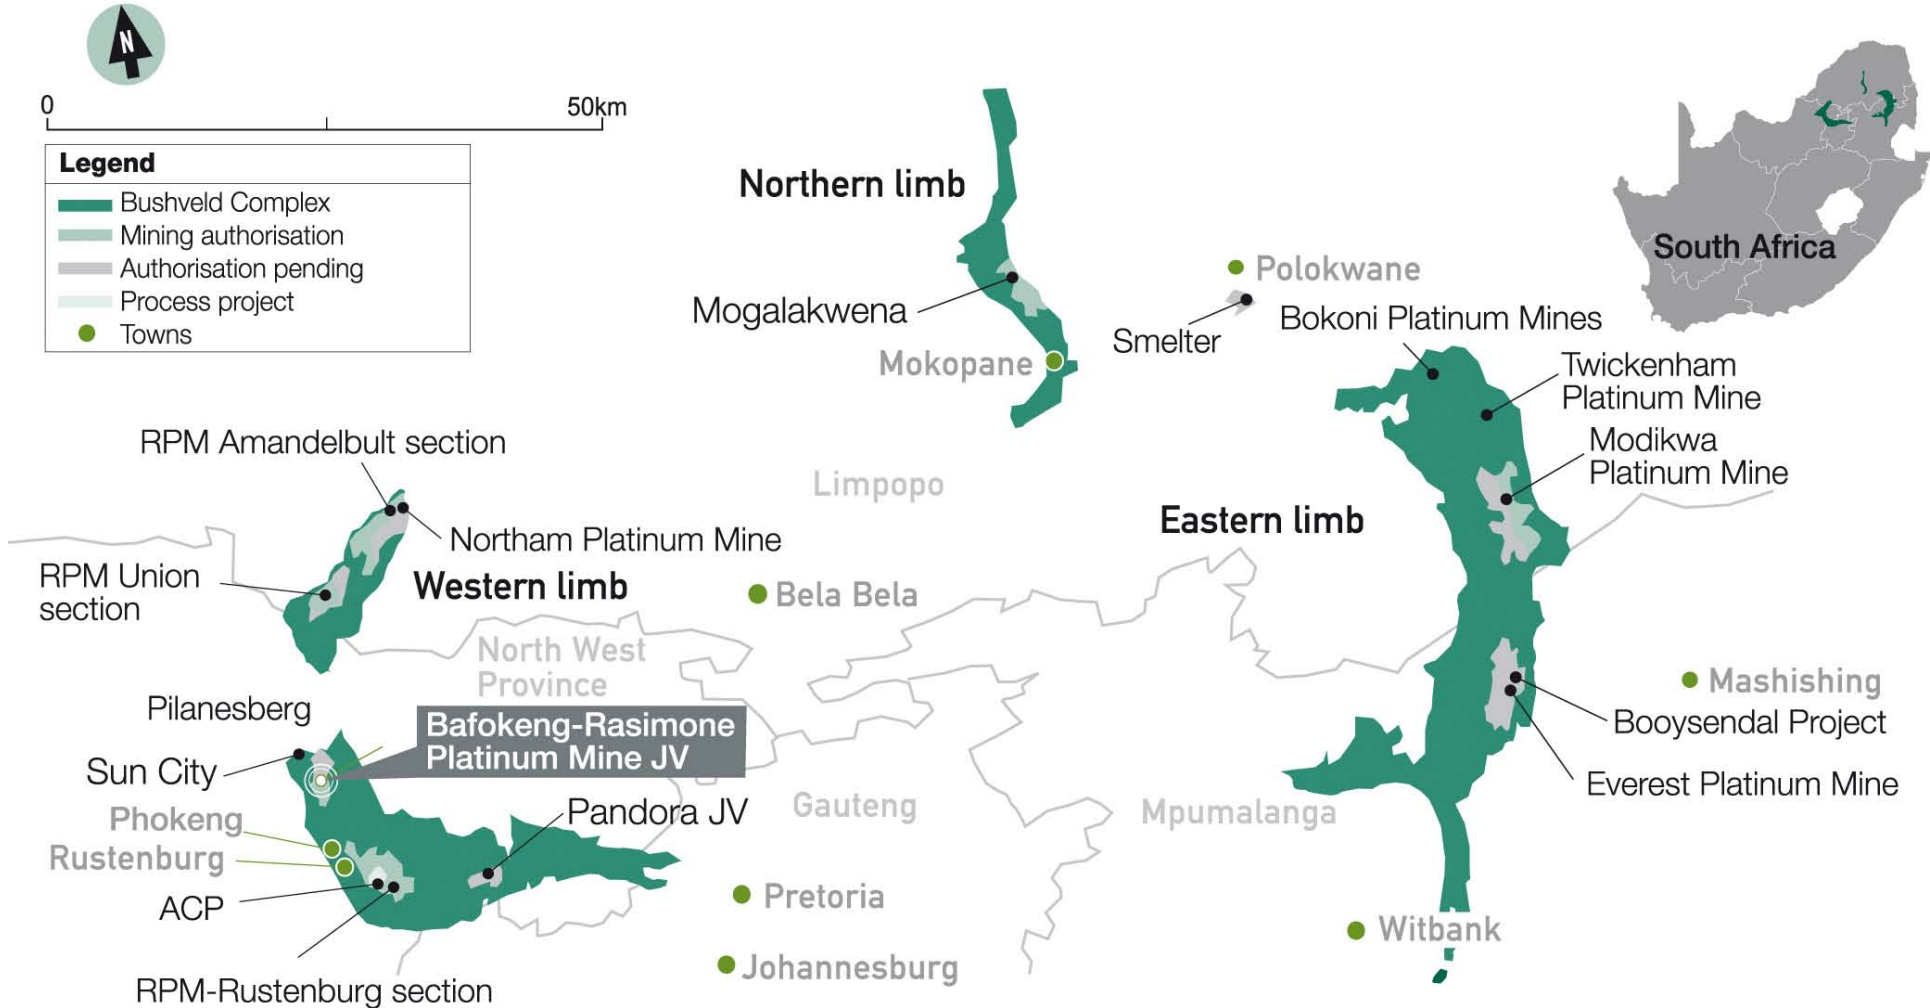 N
0
50km
Legend
Bushveld Complex
Mining authorisation
Authorisation pending
Process project
Towns
Northern limb
Mogalakwena
Mokopane
Polokwane
Smelter
South Africa
Bokoni Platinum Mines
Twickenham
Platinum Mine
Modikwa
Platinum Mine
RPM Amandelbult section
Northam Platinum Mine
RPM Union
section
Western limb
Limpopo
Eastern limb
Bela Bela
North West
Province
Mashishing
Booysendal Project
Everest Platinum Mine
Pilanesberg
Bafokeng-Rasimone
Platinum Mine JV
Sun City
Pandora JV
Gauteng
Mpumalanga
Phokeng
Rustenburg
ACP
Pretoria
Witbank
Johannesburg
RPM-Rustenburg section